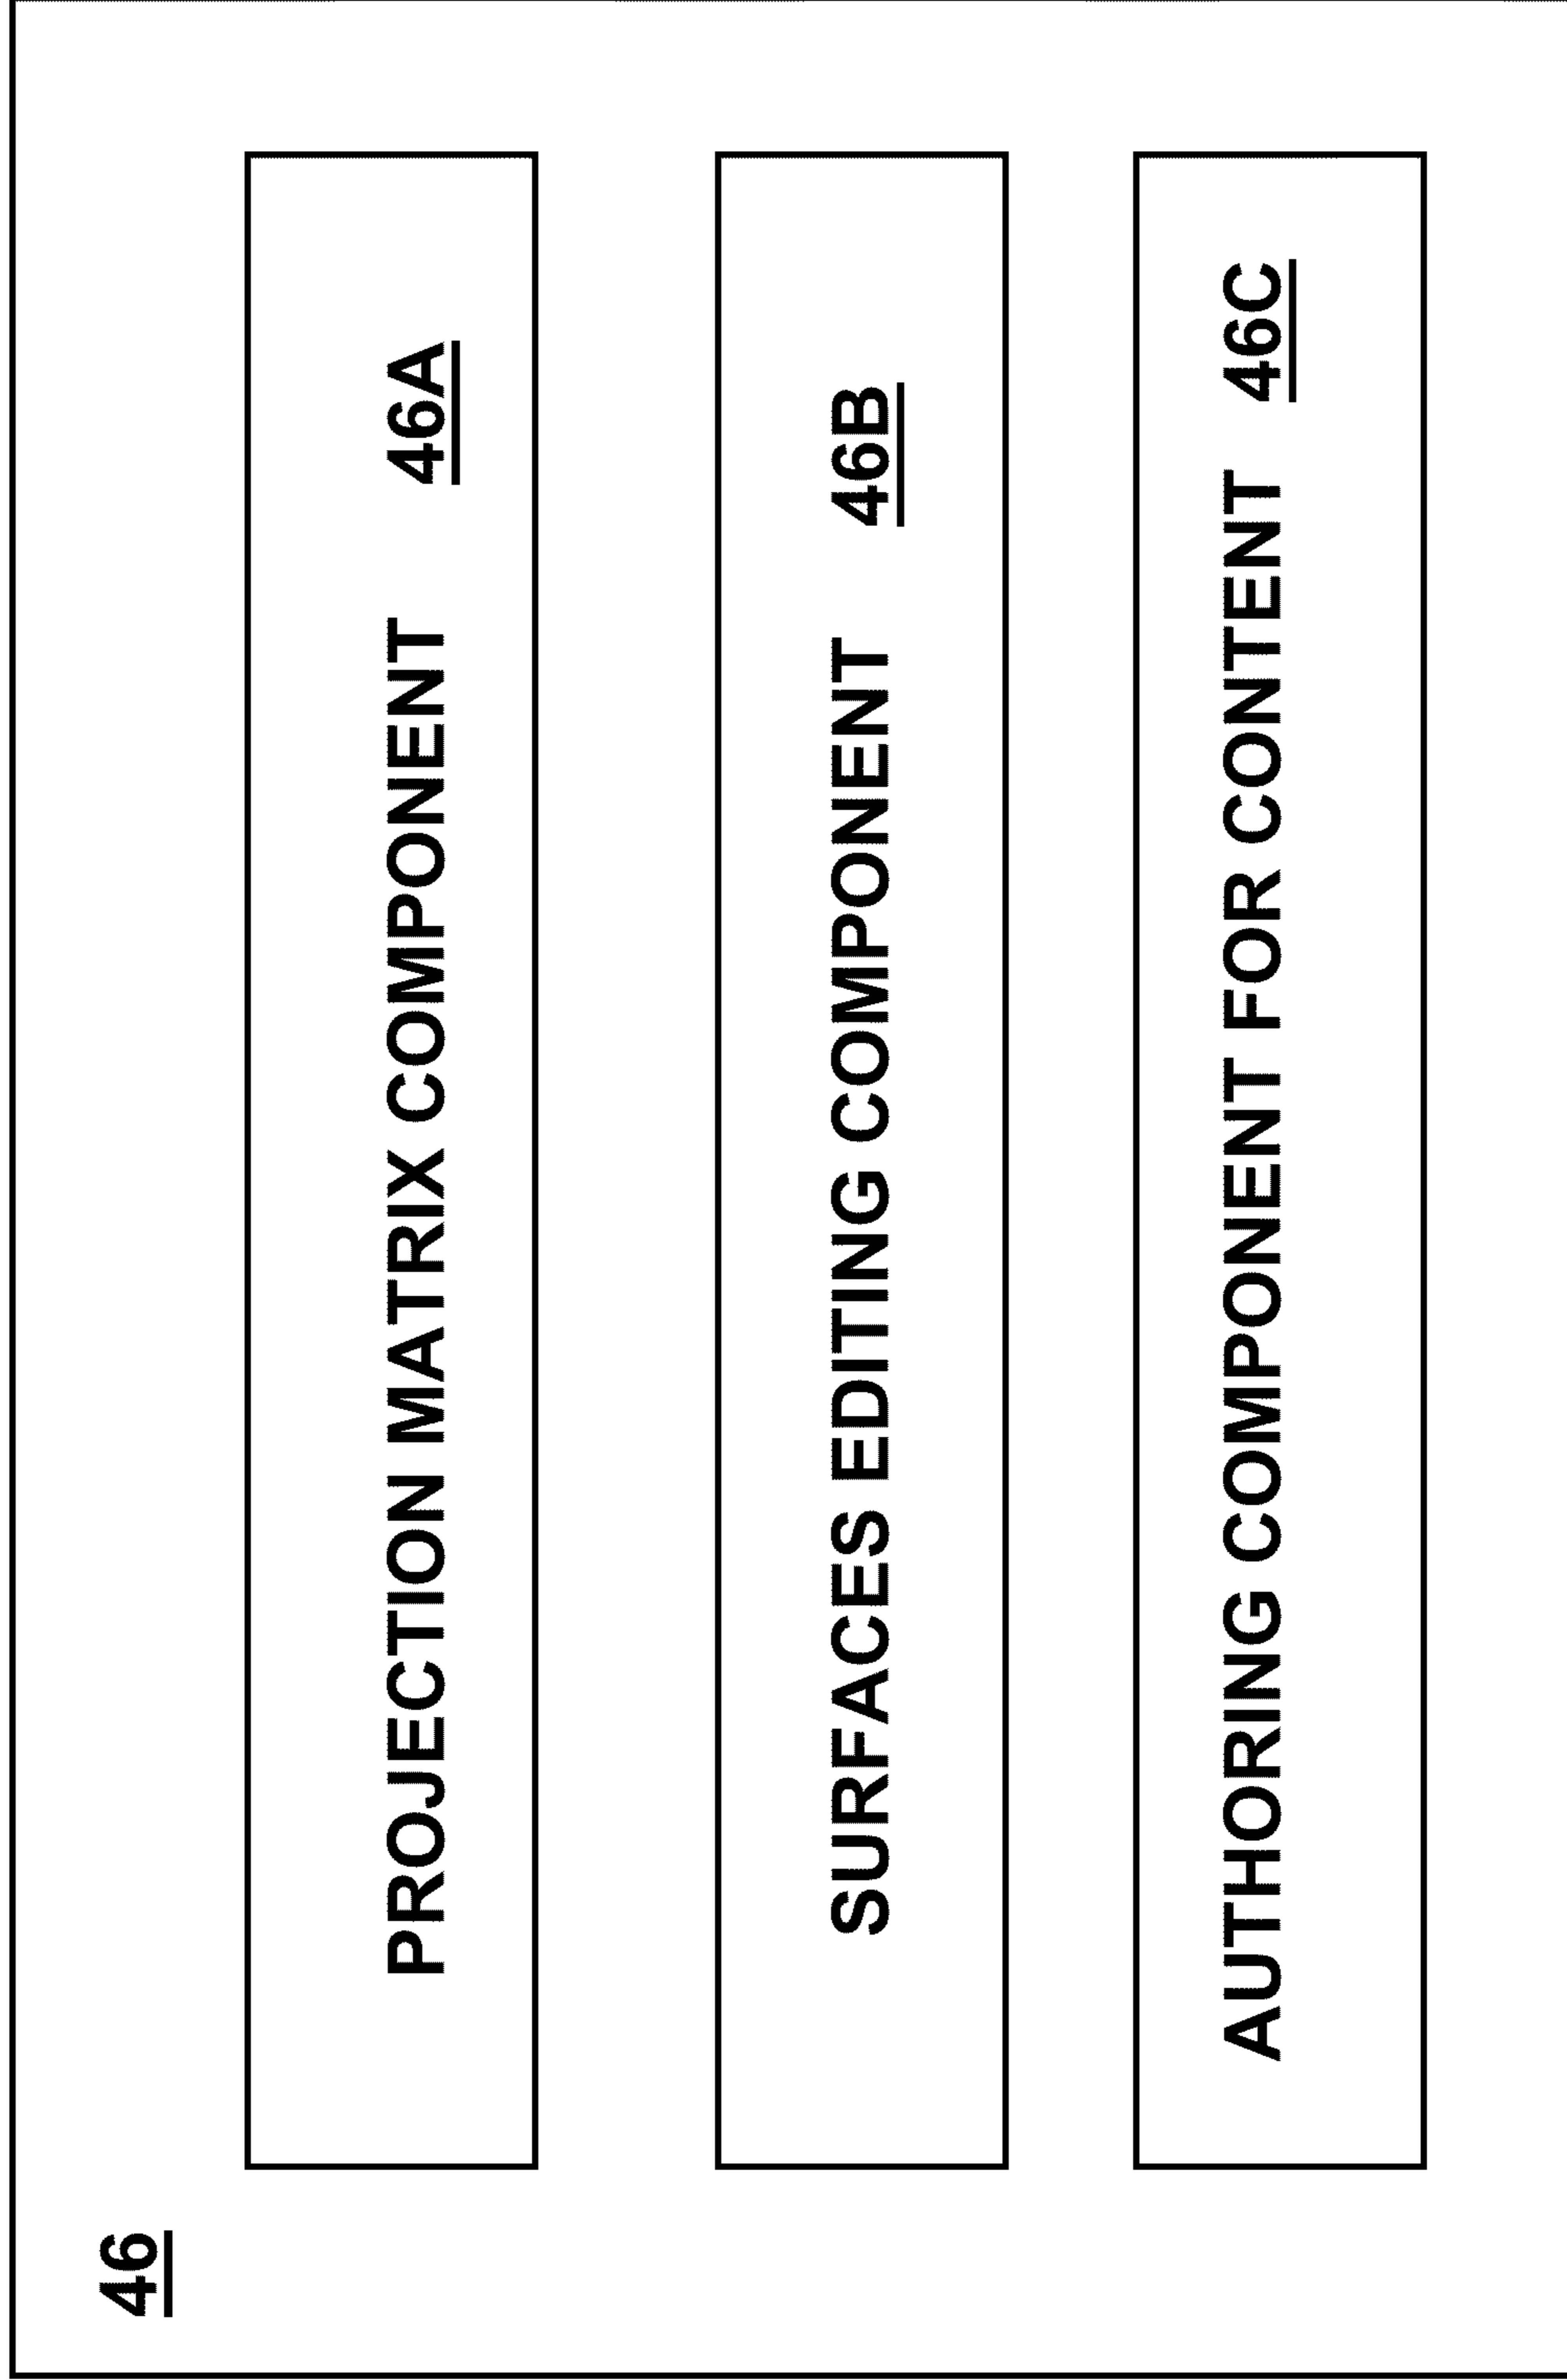 46
PROJECTION MATRIX COMPONENT 46A
SURFACES EDITING COMPONENT 46B
AUTHORING COMPONENT FOR CONTENT 46C